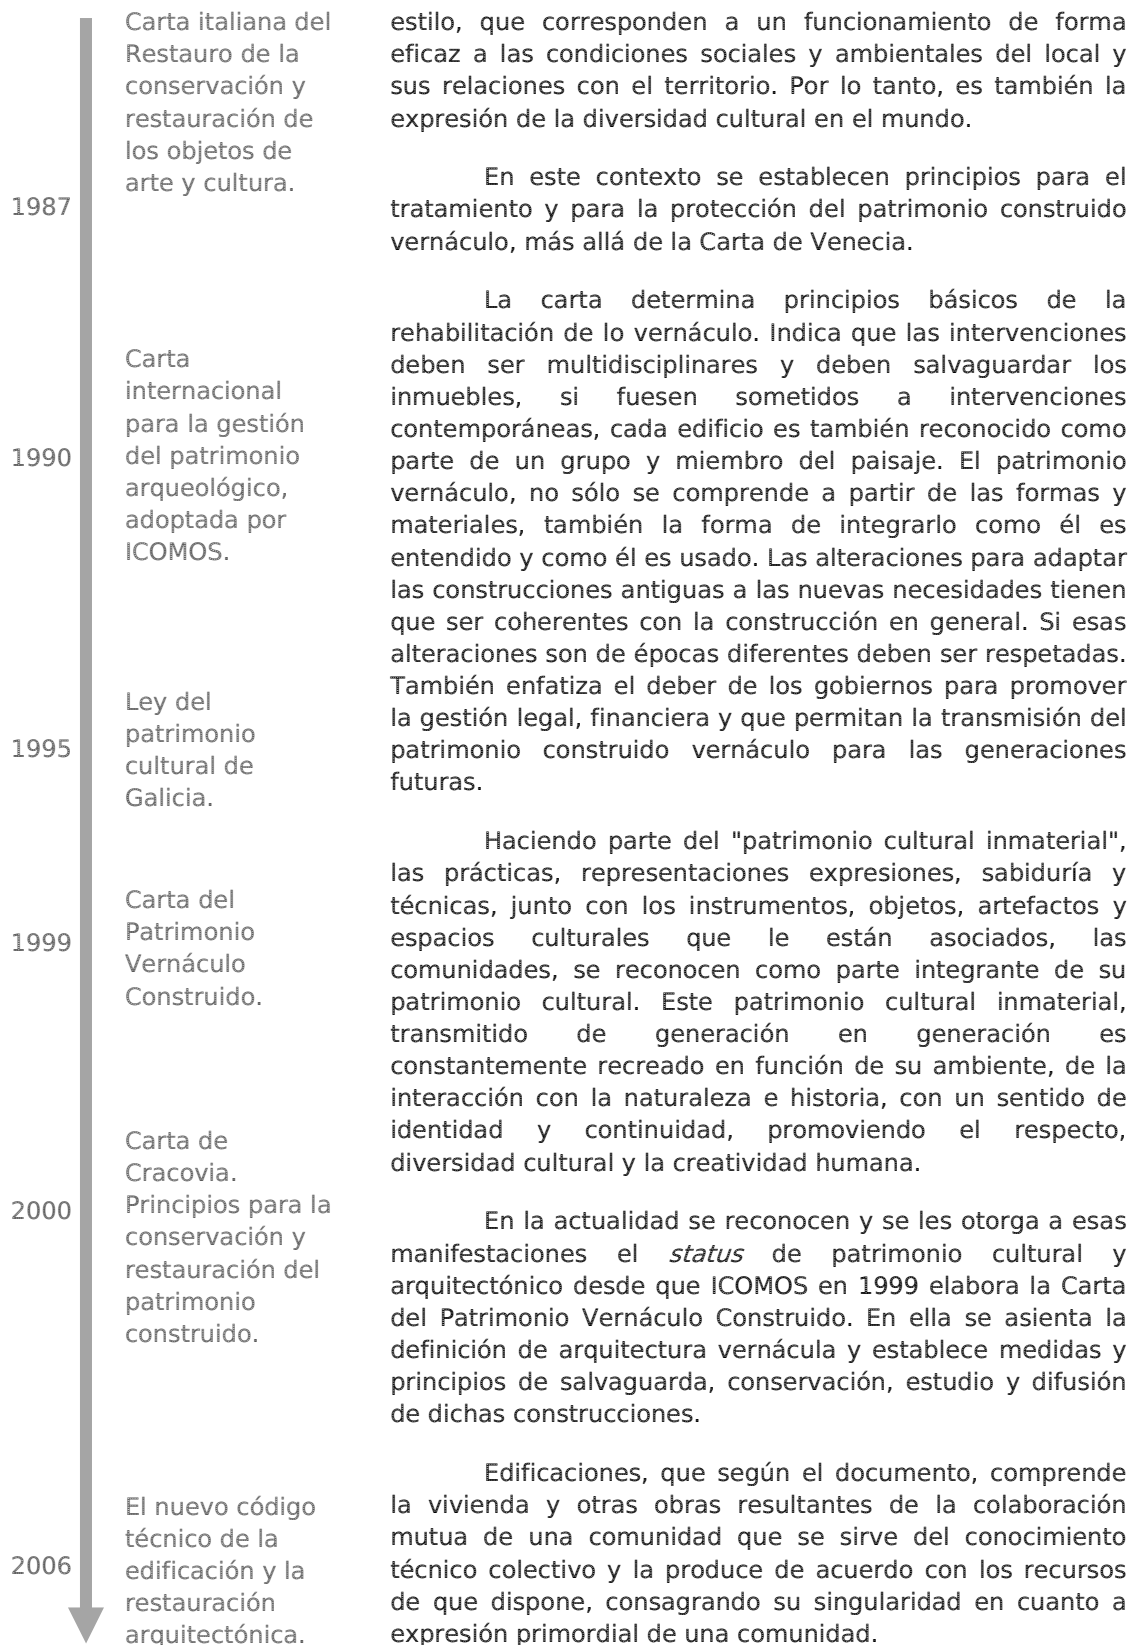 Carta italiana del
Restauro de la
conservación y
restauración de
los objetos de
arte y cultura.
1987
Carta
internacional
para la gestión
del patrimonio
arqueológico,
adoptada por
ICOMOS.
1990
Ley del
patrimonio
cultural de
Galicia.
1995
Carta del
Patrimonio
Vernáculo
Construido.
1999
Carta de
Cracovia.
Principios para la
conservación y
restauración del
patrimonio
construido.
2000
El nuevo código
técnico de la
edificación y la
restauración
arquitectónica.
2006
estilo, que corresponden a un funcionamiento de forma
eficaz a las condiciones sociales y ambientales del local y
sus relaciones con el territorio. Por lo tanto, es también la
expresión de la diversidad cultural en el mundo.
En este contexto se establecen principios para el
tratamiento y para la protección del patrimonio construido
vernáculo, más allá de la Carta de Venecia.
La carta determina principios básicos de la
rehabilitación de lo vernáculo. Indica que las intervenciones
deben ser multidisciplinares y deben salvaguardar los
inmuebles, si fuesen sometidos a intervenciones
contemporáneas, cada edificio es también reconocido como
parte de un grupo y miembro del paisaje. El patrimonio
vernáculo, no sólo se comprende a partir de las formas y
materiales, también la forma de integrarlo como él es
entendido y como él es usado. Las alteraciones para adaptar
las construcciones antiguas a las nuevas necesidades tienen
que ser coherentes con la construcción en general. Si esas
alteraciones son de épocas diferentes deben ser respetadas.
También enfatiza el deber de los gobiernos para promover
la gestión legal, financiera y que permitan la transmisión del
patrimonio construido vernáculo para las generaciones
futuras.
Haciendo parte del "patrimonio cultural inmaterial",
las prácticas, representaciones expresiones, sabiduría y
técnicas, junto con los instrumentos, objetos, artefactos y
espacios culturales que le están asociados, las
comunidades, se reconocen como parte integrante de su
patrimonio cultural. Este patrimonio cultural inmaterial,
transmitido de generación en generación es
constantemente recreado en función de su ambiente, de la
interacción con la naturaleza e historia, con un sentido de
identidad y continuidad, promoviendo el respecto,
diversidad cultural y la creatividad humana.
En la actualidad se reconocen y se les otorga a esas
manifestaciones el status de patrimonio cultural y
arquitectónico desde que ICOMOS en 1999 elabora la Carta
del Patrimonio Vernáculo Construido. En ella se asienta la
definición de arquitectura vernácula y establece medidas y
principios de salvaguarda, conservación, estudio y difusión
de dichas construcciones.
Edificaciones, que según el documento, comprende
la vivienda y otras obras resultantes de la colaboración
mutua de una comunidad que se sirve del conocimiento
técnico colectivo y la produce de acuerdo con los recursos
de que dispone, consagrando su singularidad en cuanto a
expresión primordial de una comunidad.